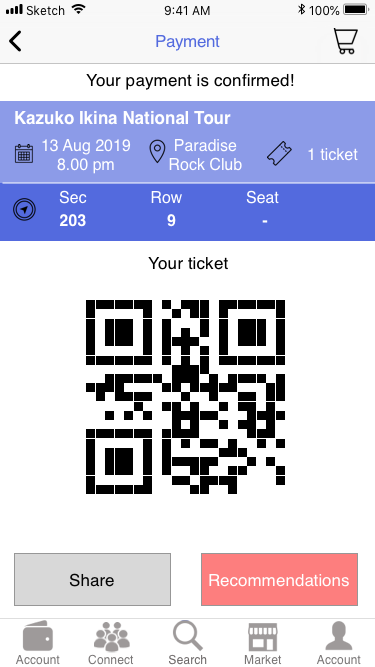 Sketch 9:41 AM 100%
Payment
Your payment is confirmed!
Kazuko Ikina National Tour
13 Aug 2019 Paradise
8.00 pm Rock Club 1 ticket
Sec Row Seat
203 9 -
Your ticket
Share Recommendations
Account Connect Search Market Account